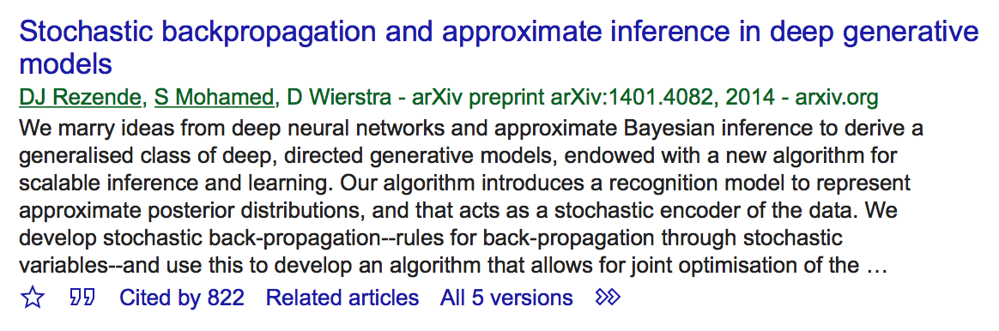 Stochastic backpropagation and approximate inference in deep generative
models
DJ Rezende, S Mohamed, D Wierstra - arXiv preprint arXiv:1401.4082, 2014 - arxiv.org
We marry ideas from deep neural networks and approximate Bayesian inference to derive a
generalised class of deep, directed generative models, endowed with a new algorithm for
scalable inference and learning. Our algorithm introduces a recognition model to represent
approximate posterior distributions, and that acts as a stochastic encoder of the data. We
develop stochastic back-propagation--rules for back-propagation through stochastic
variables--and use this to develop an algorithm that allows for joint optimisation of the …
Cited by 822 Related articles All 5 versions